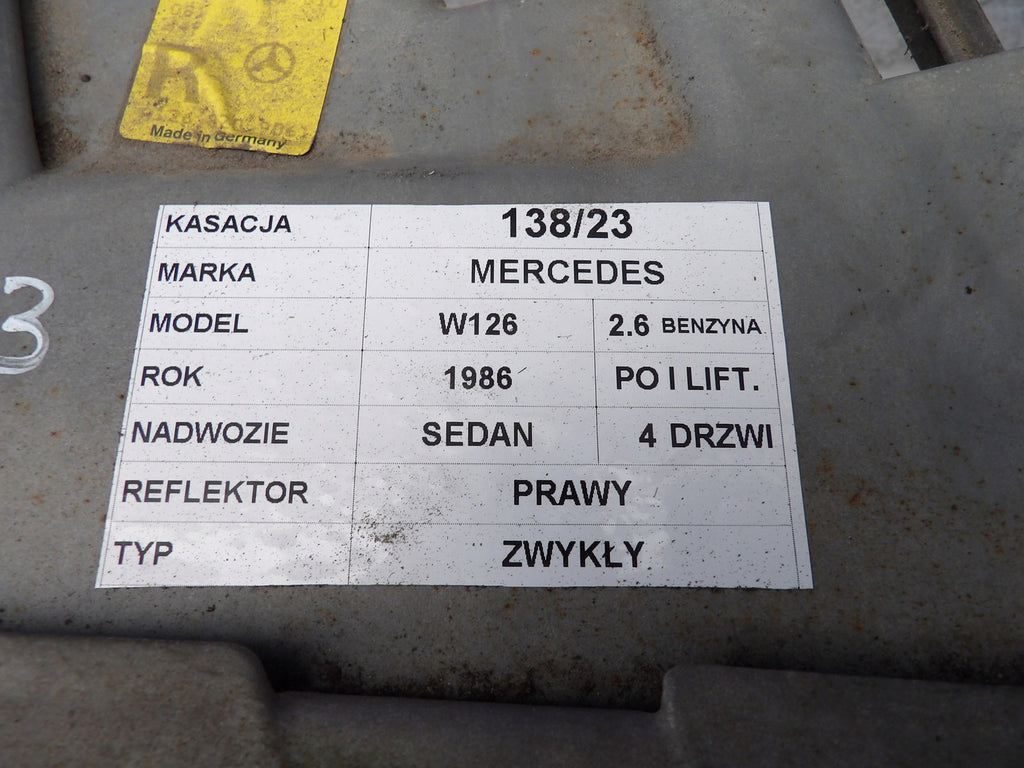 R
Made in Germany
KASACJA 138/23
MARKA MERCEDES
MODEL W126 2.6 BENZYNA
ROK 1986 PO I LIFT.
NADWOZIE SEDAN 4 DRZWI
REFLEKTOR PRAWY
TYP ZWYKŁY
3